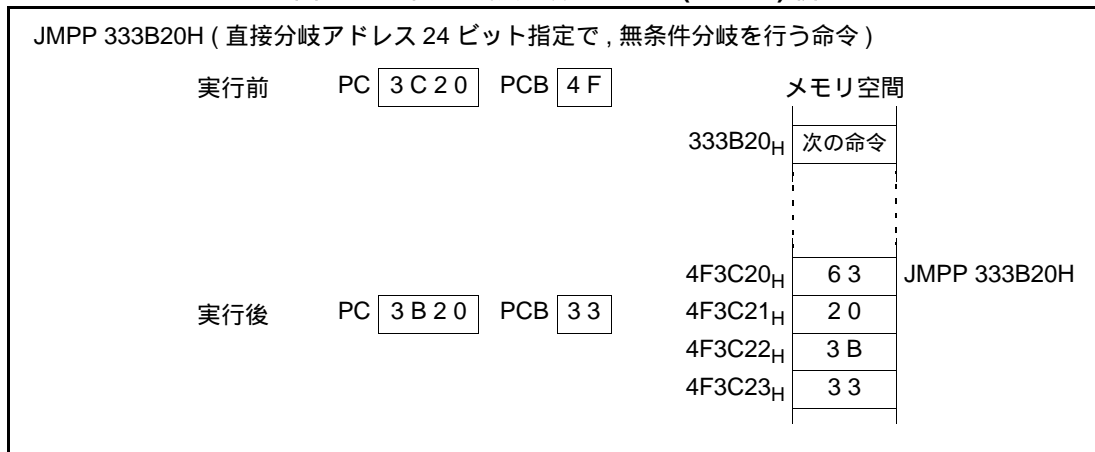 JMPP 333B20H ( 直接分岐アドレス 24 ビット指定で , 無条件分岐を行う命令 )
実行前 PC 3 C 2 0 PCB 4 F メモリ空間
333B20H 次の命令
4F3C20H 6 3 JMPP 333B20H
実行後 PC 3 B 2 0 PCB 3 3 4F3C21H 2 0
4F3C22H 3 B
4F3C23H 3 3